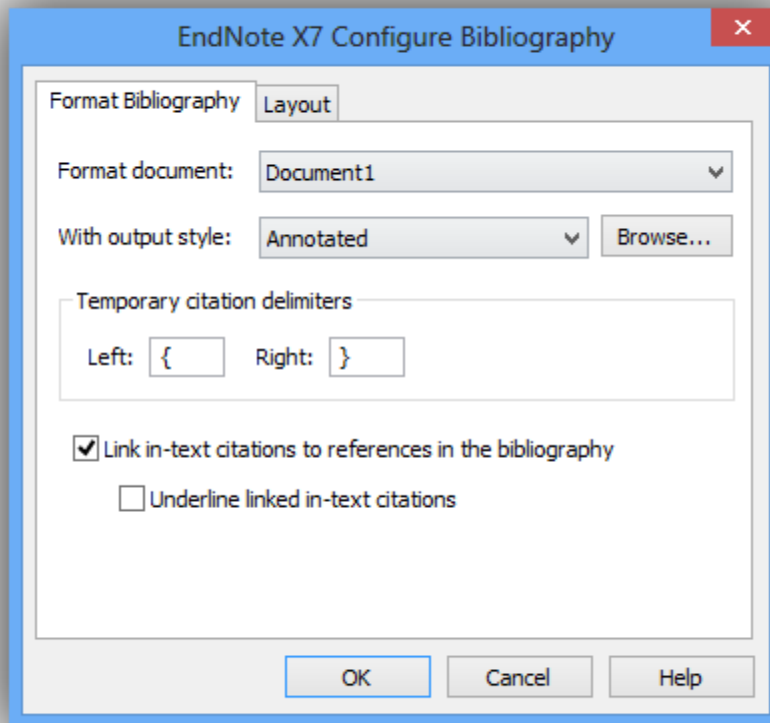 EndNote X7 Configure Bibliography
Format Bibliography Layout
Format document: Document1
With output style: Annotated Browse...
Temporary citation delimiters
Left: { Right: }
Link in-text citations to references in the bibliography
Underline linked in-text citations
OK Cancel Help